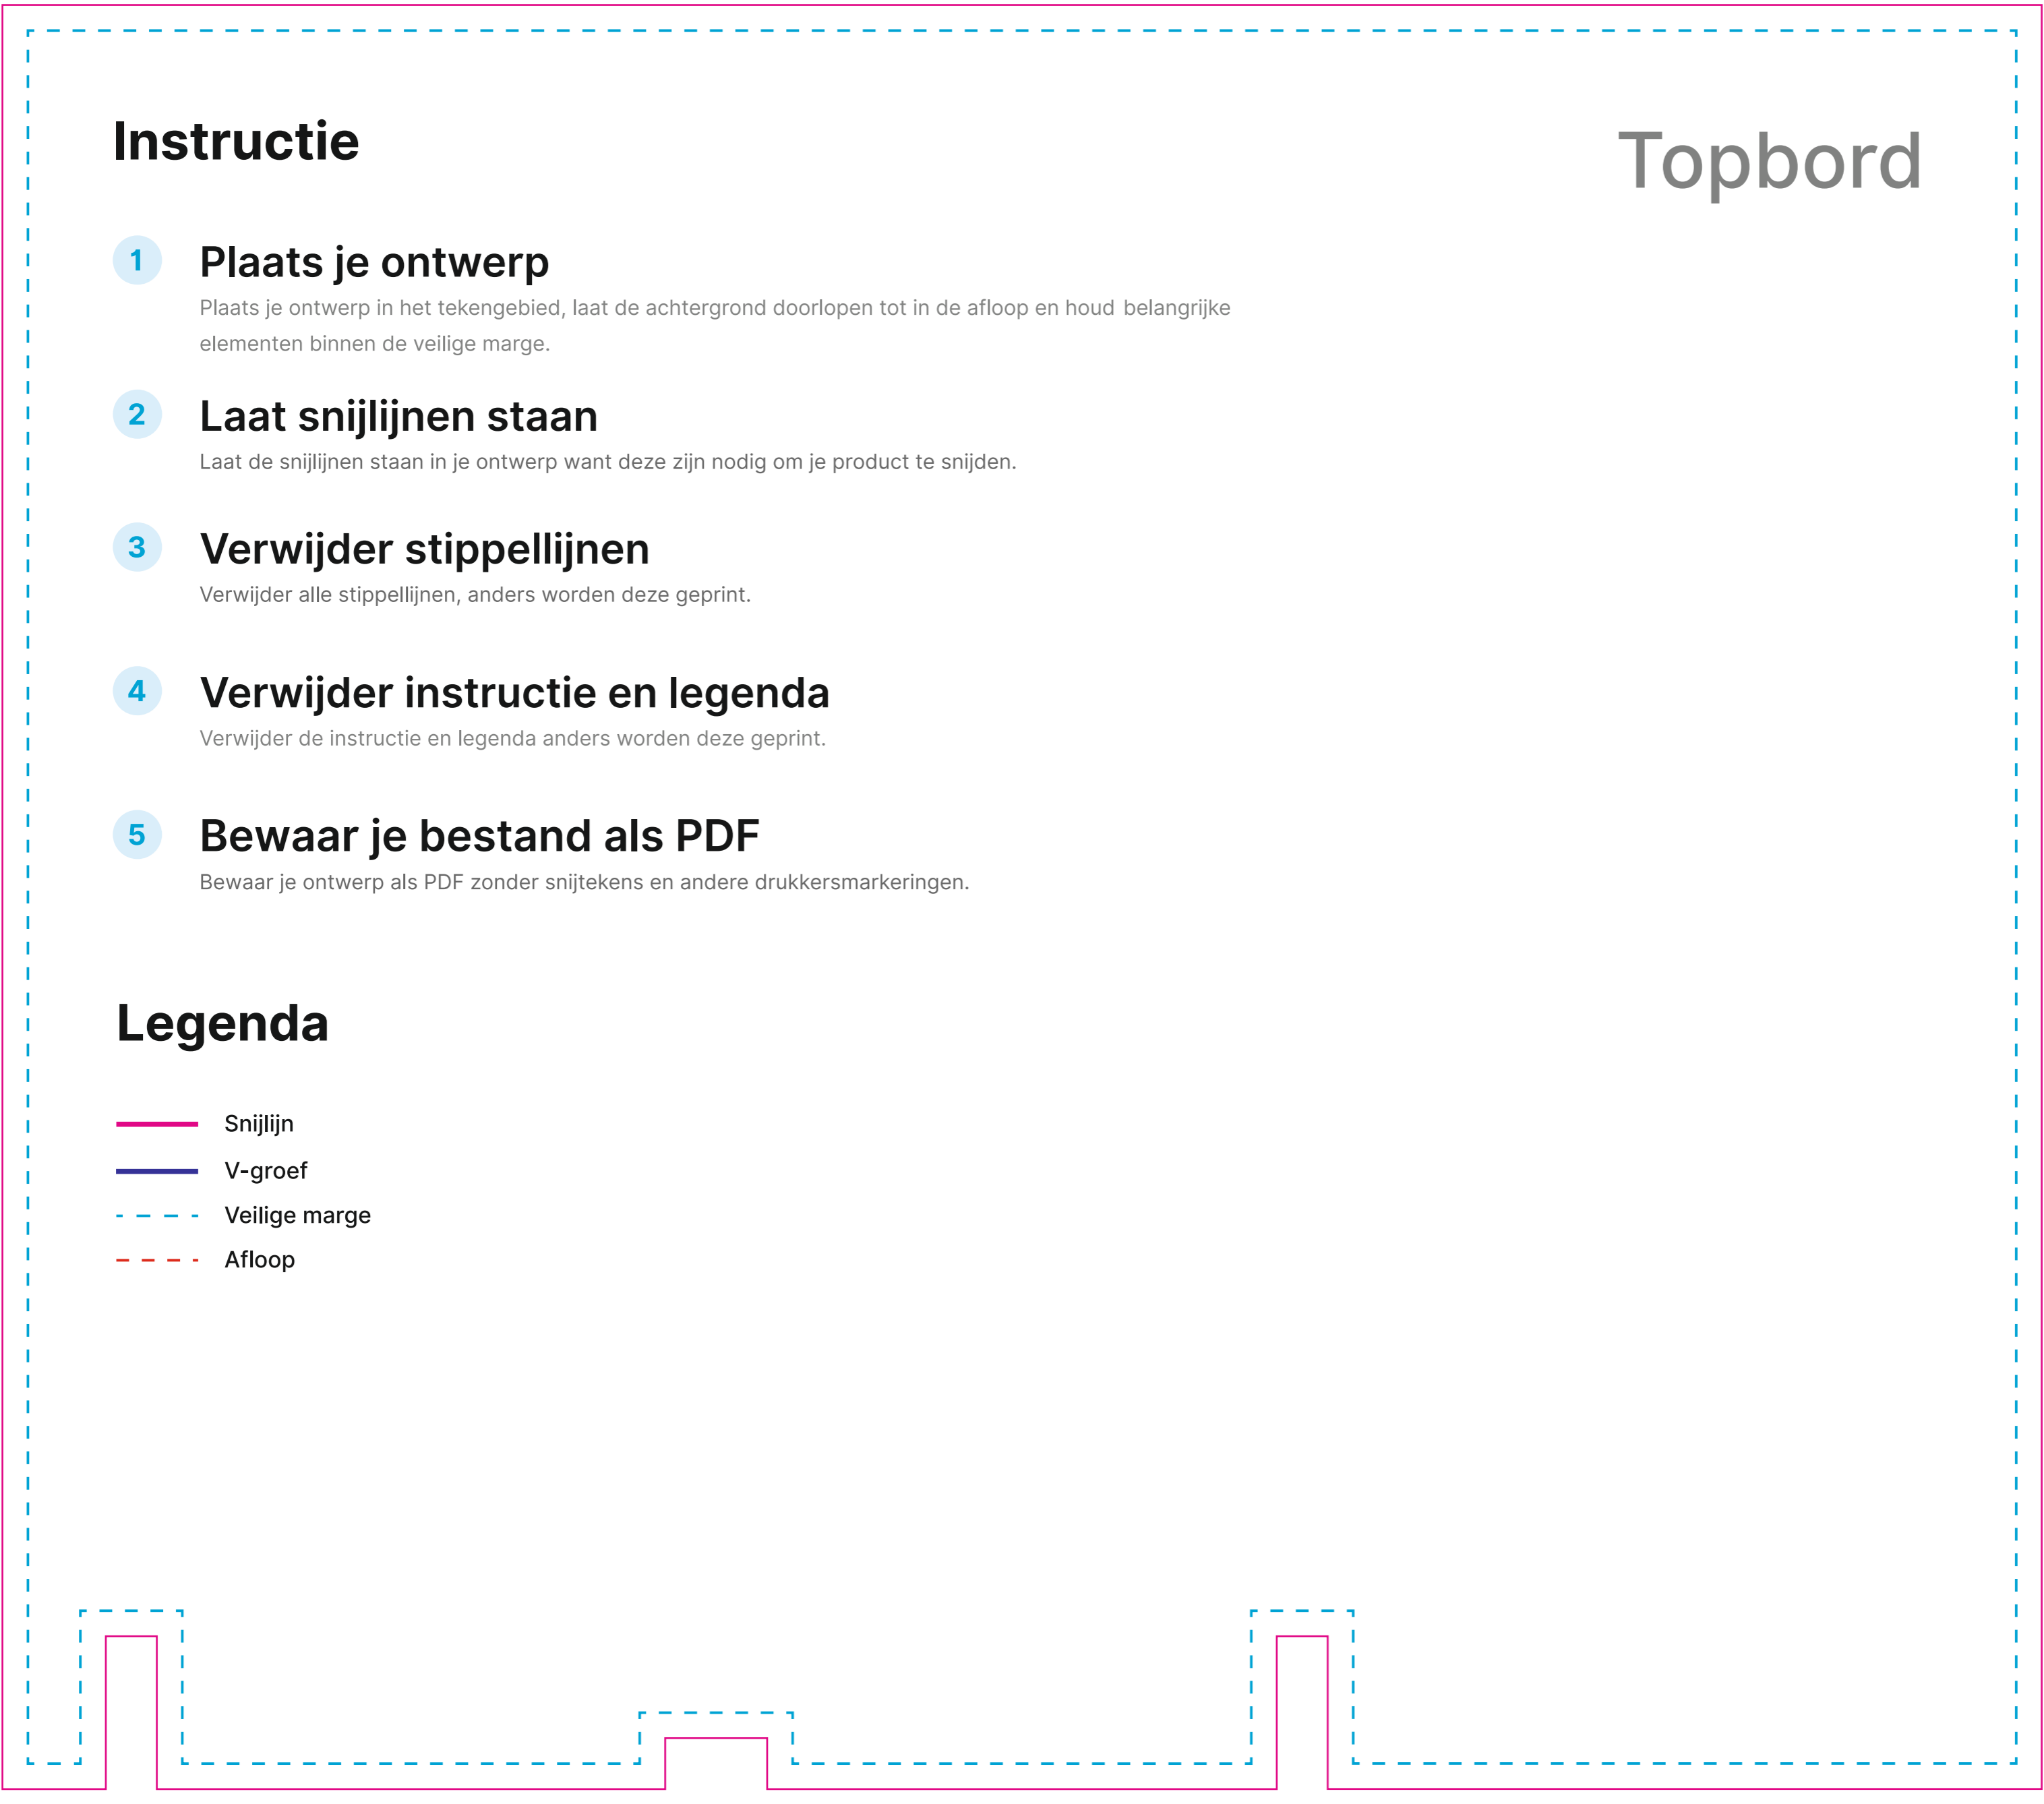 Instructie
Topbord
1
Plaats je ontwerp
Plaats je ontwerp in het tekengebied, laat de achtergrond doorlopen tot in de afloop en houd belangrijke
elementen binnen de veilige marge.
2
Laat snijlijnen staan
Laat de snijlijnen staan in je ontwerp want deze zijn nodig om je product te snijden.
3
Verwijder stippellijnen
Verwijder alle stippellijnen, anders worden deze geprint.
4
Verwijder instructie en legenda
Verwijder de instructie en legenda anders worden deze geprint.
5
Bewaar je bestand als PDF
Bewaar je ontwerp als PDF zonder snijtekens en andere drukkersmarkeringen.
Legenda
Snijlijn
V-groef
Veilige marge
Afloop